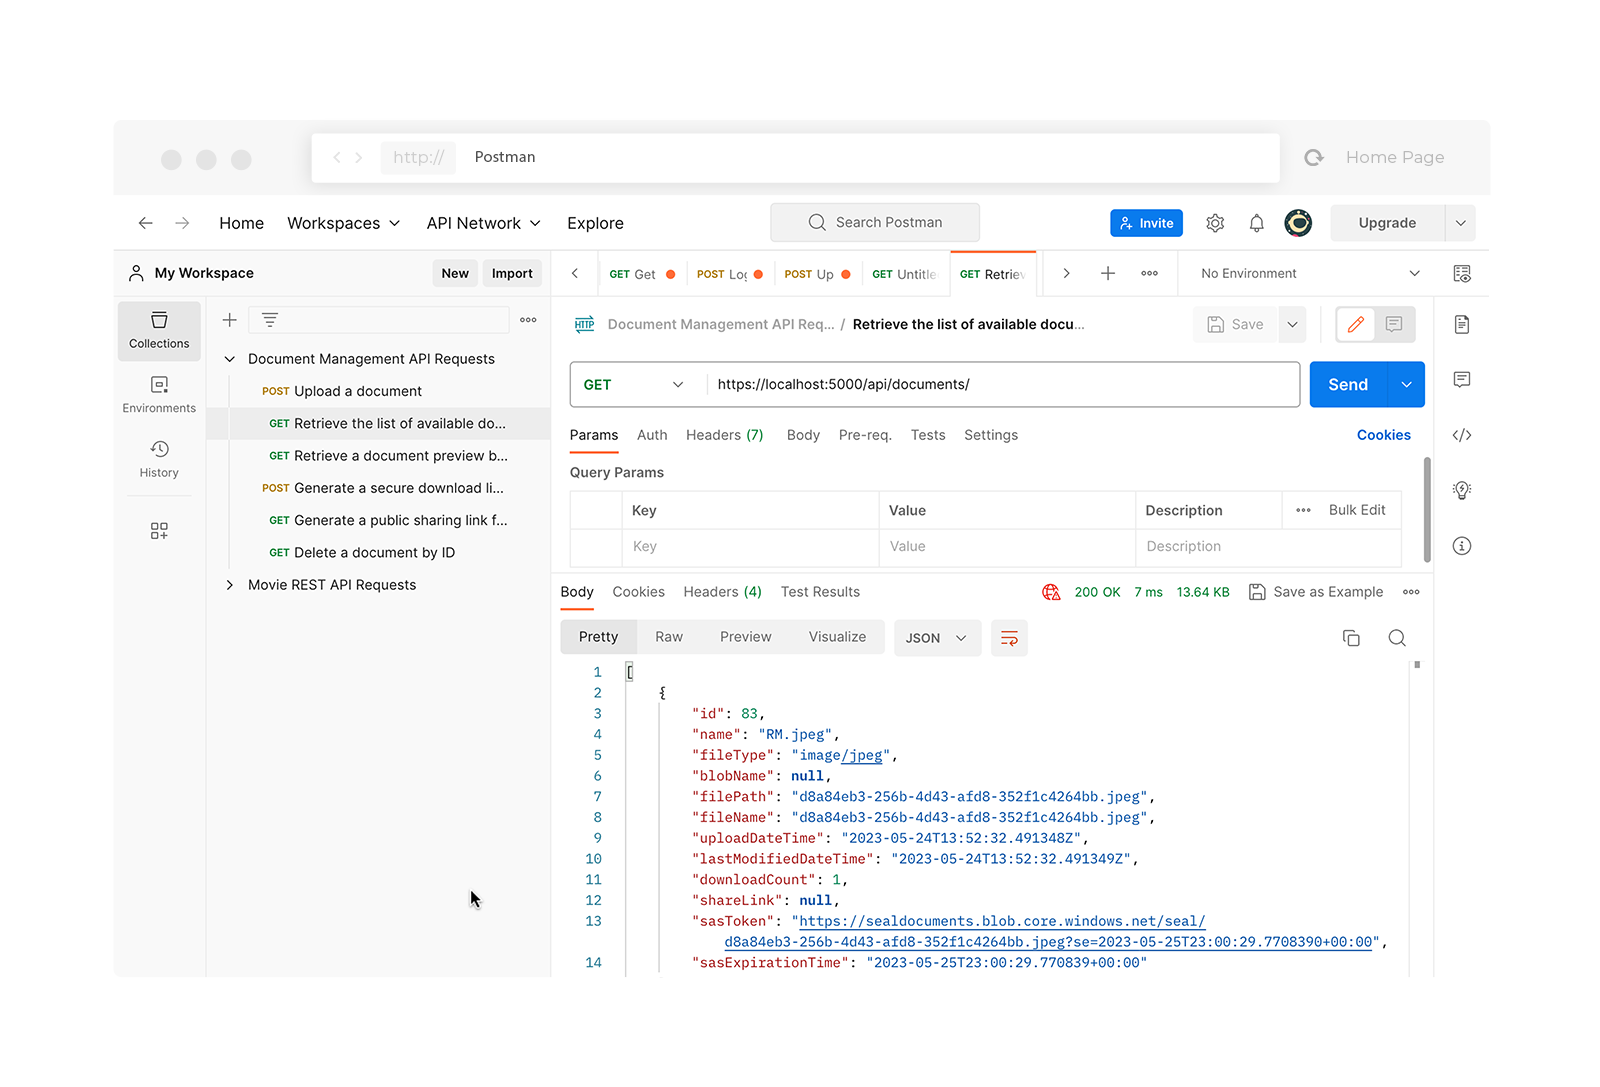 http:// Postman Home Page
Home Workspaces API Network Explore Search Postman Invite Upgrade
My Workspace New Import
GET Get POST Log POST Up GET Untitle GET Retriev No Environment
Collections
Environments
History
Document Management API Requests
POST Upload a document
GET Retrieve the list of available do...
GET Retrieve a document preview b...
POST Generate a secure download li...
GET Generate a public sharing link f...
GET Delete a document by ID
Movie REST API Requests
HTTP Document Management API Req... / Retrieve the list of available docu... Save
GET https://localhost:5000/api/documents/ Send
Params Auth Headers (7) Body Pre-req. Tests Settings Cookies
Query Params
Key Value Description Bulk Edit
Key Value Description
Body Cookies Headers (4) Test Results 200 OK 7 ms 13.64 KB Save as Example
Pretty Raw Preview Visualize JSON
1 [
2 {
3 "id": 83,
4 "name": "RM.jpeg",
5 "fileType": "image/jpeg",
6 "blobName": null,
7 "filePath": "d8a84eb3-256b-4d43-afd8-352f1c4264bb.jpeg",
8 "fileName": "d8a84eb3-256b-4d43-afd8-352f1c4264bb.jpeg",
9 "uploadDateTime": "2023-05-24T13:52:32.491348Z",
10 "lastModifiedDateTime": "2023-05-24T13:52:32.491349Z",
11 "downloadCount": 1,
12 "shareLink": null,
13 "sasToken": "https://sealdocuments.blob.core.windows.net/seal/
d8a84eb3-256b-4d43-afd8-352f1c4264bb.jpeg?se=2023-05-25T23:00:29.7708390+00:00",
14 "sasExpirationTime": "2023-05-25T23:00:29.770839+00:00"